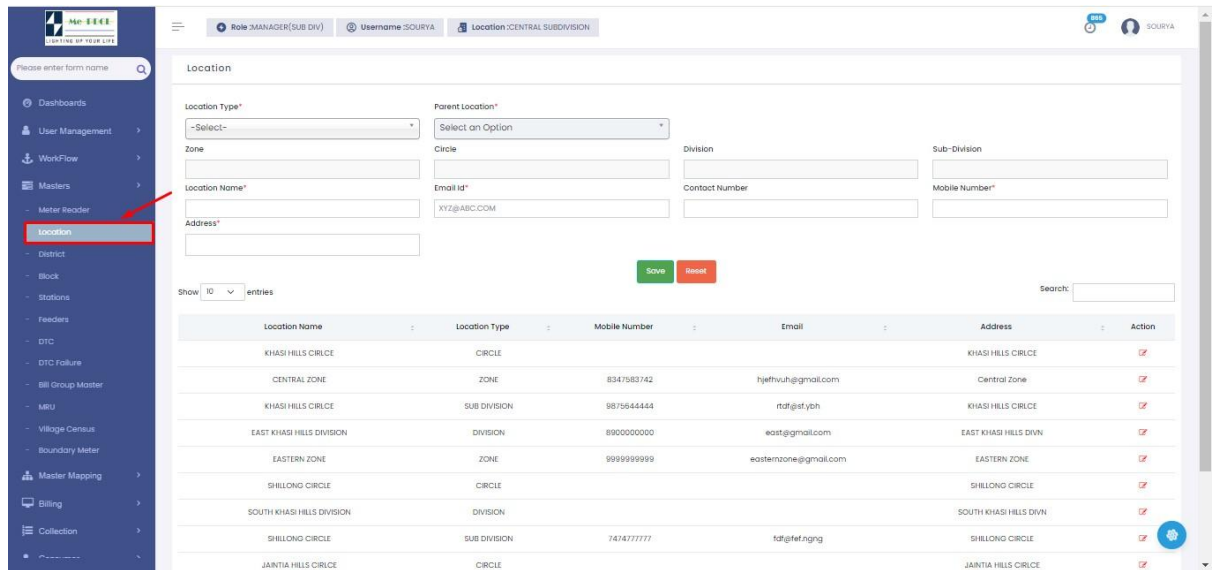 Me-PDCL
LIGHTING UP YOUR LIFE
Role :MANAGER(SUB DIV) Username :SOURYA Location :CENTRAL SUBDIVISION
865
SOURYA
Please enter form name
Dashboards
User Management
WorkFlow
Masters
Meter Reader
Location
District
Block
Stations
Feeders
DTC
DTC Failure
Bill Group Master
MRU
Village Census
Boundary Meter
Master Mapping
Billing
Collection
Consumer
Location
Location Type* Parent Location*
-Select- Select an Option
Zone Circle Division Sub-Division
Location Name* Email Id* Contact Number Mobile Number*
XYZ@ABC.COM
Address*
Save Reset
Show 10 entries Search:
Location Name Location Type Mobile Number Email Address Action
KHASI HILLS CIRLCE CIRCLE KHASI HILLS CIRLCE
CENTRAL ZONE ZONE 8347583742 hjefhvuh@gmail.com Central Zone
KHASI HILLS CIRLCE SUB DIVISION 9875644444 rtdf@sf.ybh KHASI HILLS CIRLCE
EAST KHASI HILLS DIVISION DIVISION 8900000000 east@gmail.com EAST KHASI HILLS DIVN
EASTERN ZONE ZONE 9999999999 easternzone@gmail.com EASTERN ZONE
SHILLONG CIRCLE CIRCLE SHILLONG CIRCLE
SOUTH KHASI HILLS DIVISION DIVISION SOUTH KHASI HILLS DIVN
SHILLONG CIRCLE SUB DIVISION 7474777777 fdf@fef.ngng SHILLONG CIRCLE
JAINTIA HILLS CIRLCE CIRCLE JAINTIA HILLS CIRLCE